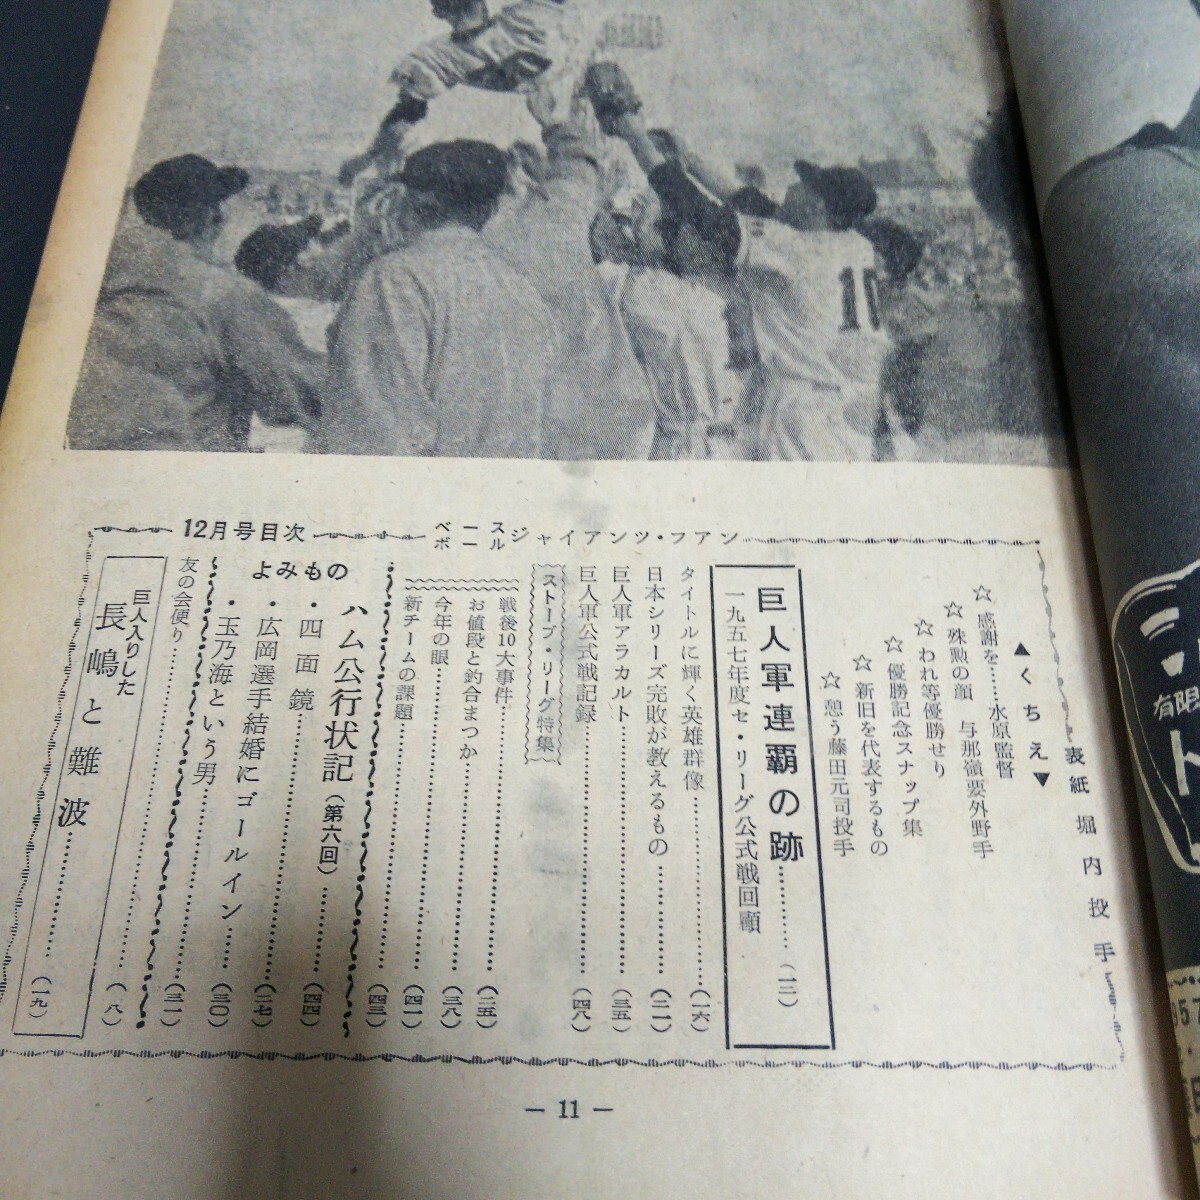 10
ベースボールジャイアンツ・フアン
12月号目次
表紙 堀内投手
▲くちえ▼
☆感謝を……水原監督
☆殊勲の顔 与那嶺要外野手
☆われ等優勝せり
☆優勝記念スナップ集
☆新旧を代表するもの
☆憩う藤田元司投手
巨人軍連覇の跡………(一二)
一九五七年度セ・リーグ公式戦回顧
タイトルに輝く英雄群像………(一六)
日本シリーズ完敗が教えるもの………(二一)
巨人軍アラカルト………(三五)
巨人軍公式戦記録………(四八)
ストーブ・リーグ特集
戦後10大事件………(二五)
お値段と釣合まつか………(三八)
今年の眼………(四一)
新チームの課題………(四三)
よみもの
ハム公行状記(第六回)
・四面鏡………(四四)
・広岡選手結婚にゴールイン……(二七)
・玉乃海という男………(三〇)
友の会便り………(三一)
巨人入りした
長嶋と難波………(一九)
(八)
— 11 —
有限
957